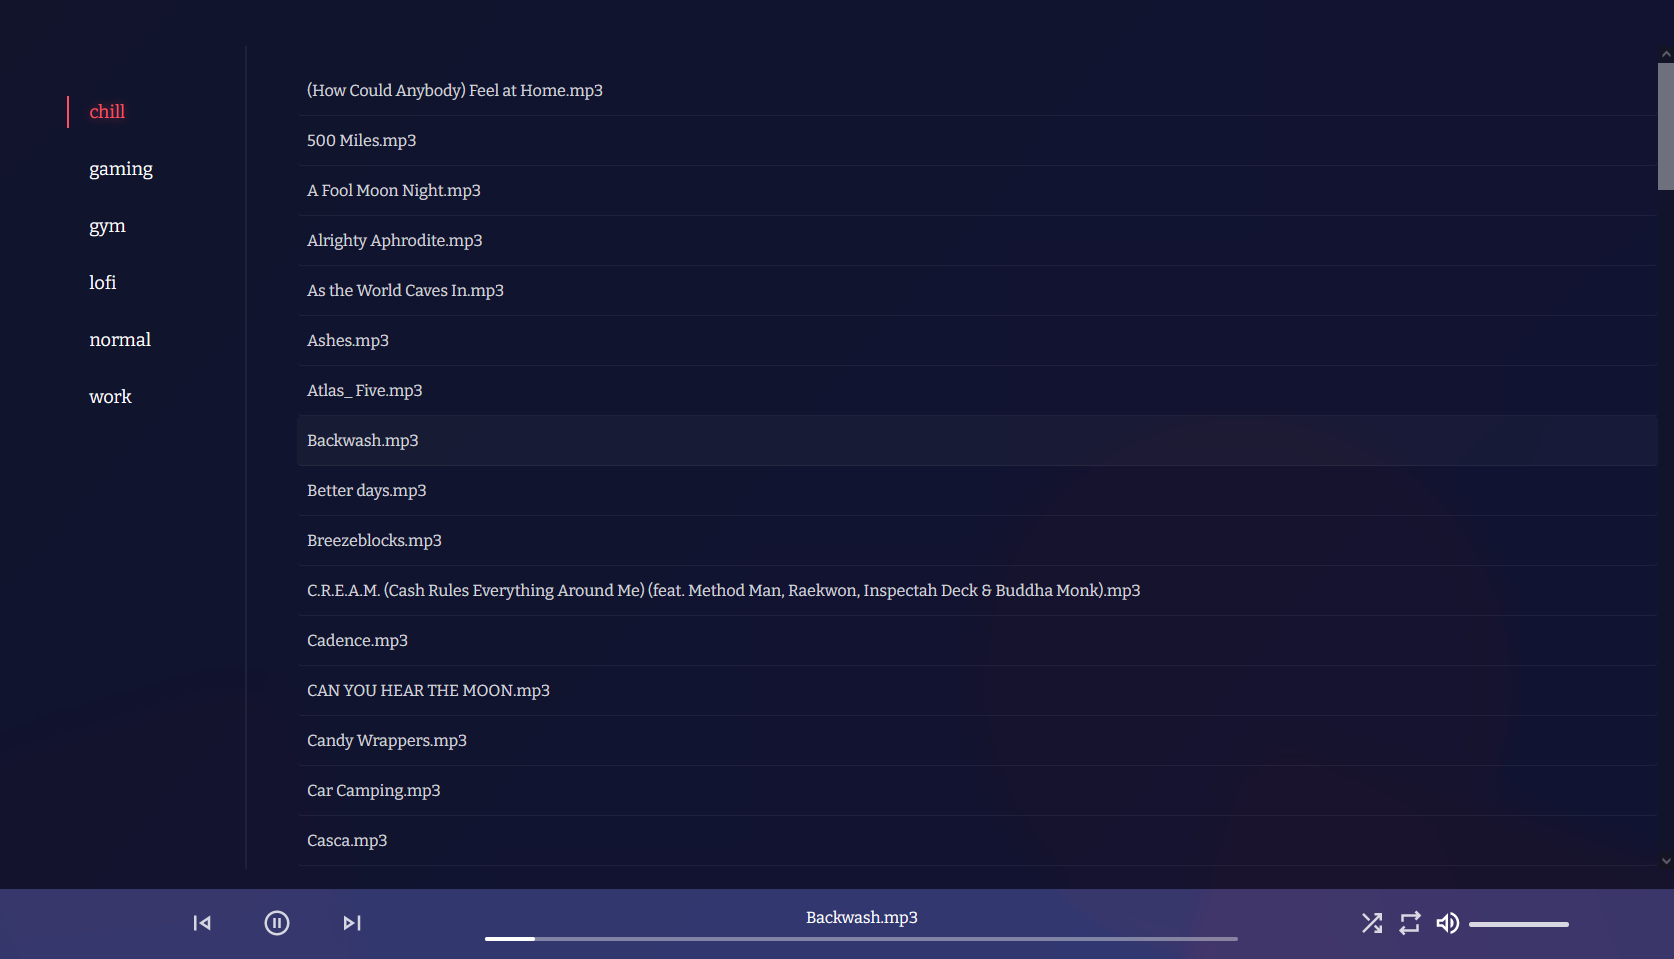 chill
gaming
gym
lofi
normal
work
(How Could Anybody) Feel at Home.mp3
500 Miles.mp3
A Fool Moon Night.mp3
Alrighty Aphrodite.mp3
As the World Caves In.mp3
Ashes.mp3
Atlas_ Five.mp3
Backwash.mp3
Better days.mp3
Breezeblocks.mp3
C.R.E.A.M. (Cash Rules Everything Around Me) (feat. Method Man, Raekwon, Inspectah Deck & Buddha Monk).mp3
Cadence.mp3
CAN YOU HEAR THE MOON.mp3
Candy Wrappers.mp3
Car Camping.mp3
Casca.mp3
Backwash.mp3